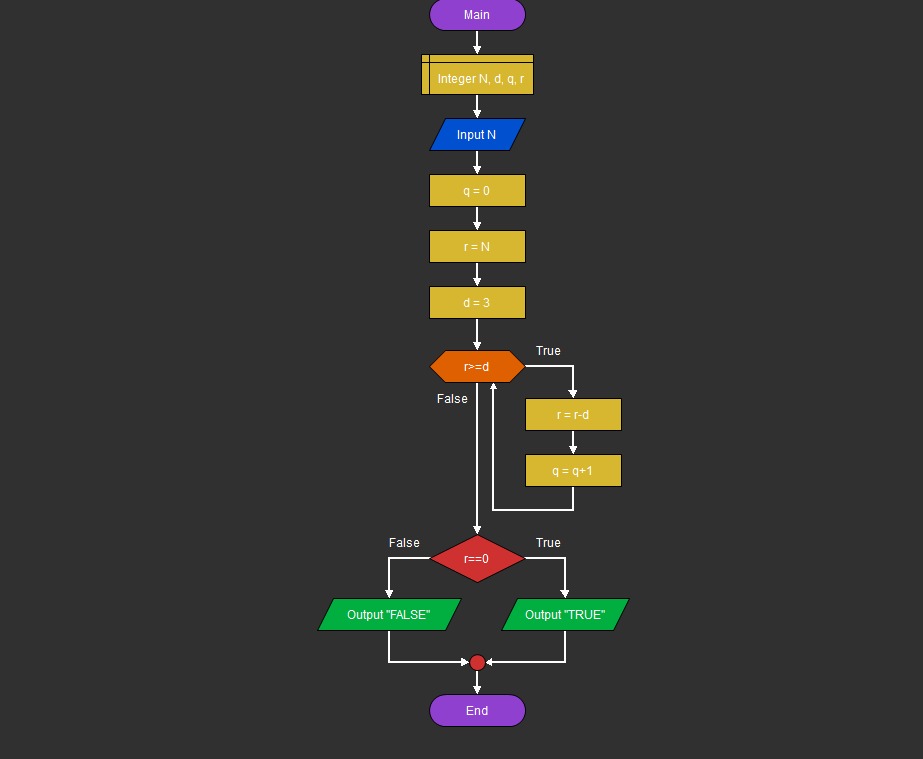 Main
Integer N, d, q, r
Input N
q = 0
r = N
d = 3
r>=d
True
False
r = r-d
q = q+1
r==0
False
True
Output "FALSE"
Output "TRUE"
End